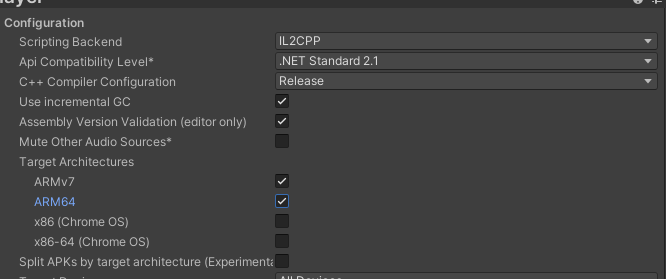 Configuration
Scripting Backend IL2CPP
Api Compatibility Level* .NET Standard 2.1
C++ Compiler Configuration Release
Use incremental GC
Assembly Version Validation (editor only)
Mute Other Audio Sources*
Target Architectures
ARMv7
ARM64
x86 (Chrome OS)
x86-64 (Chrome OS)
Split APKs by target architecture (Experimenta